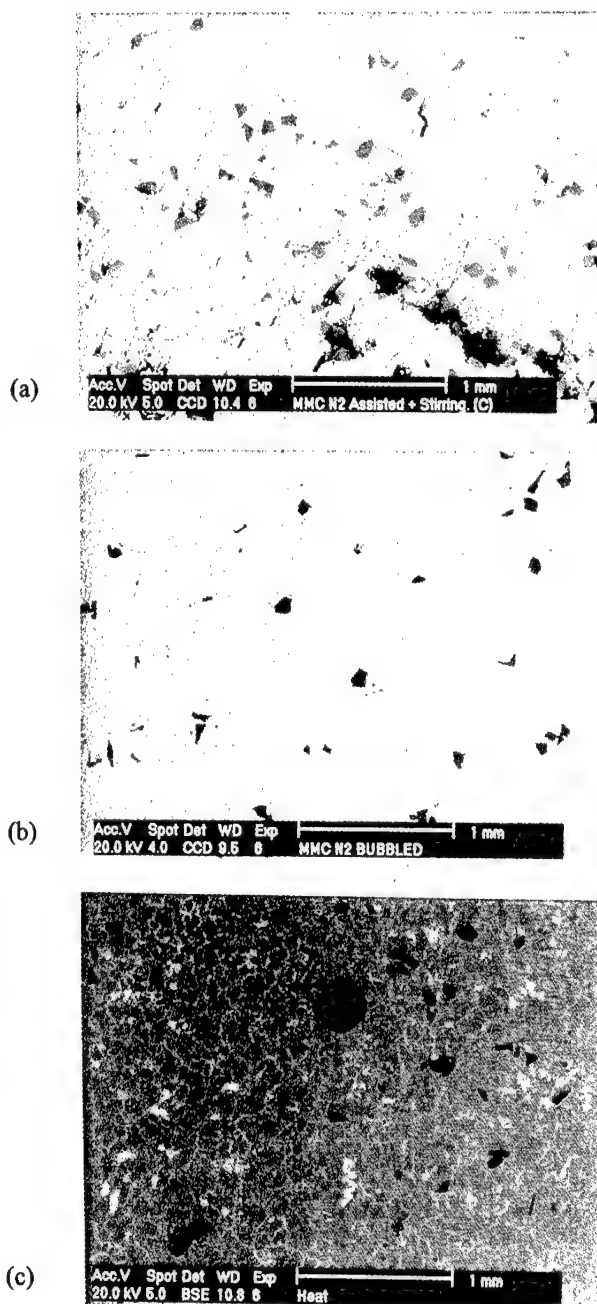 (a)
Acc.V Spot Det WD Exp 1 mm
20.0 kV 5.0 CCD 10.4 6 MMC N2 Assisted + Stirring. (C)
(b)
Acc.V Spot Det WD Exp 1 mm
20.0 kV 4.0 CCD 9.5 6 MMC N2 BUBBLED
(c)
Acc.V Spot Det WD Exp 1 mm
20.0 kV 5.0 BSE 10.3 6 Heat